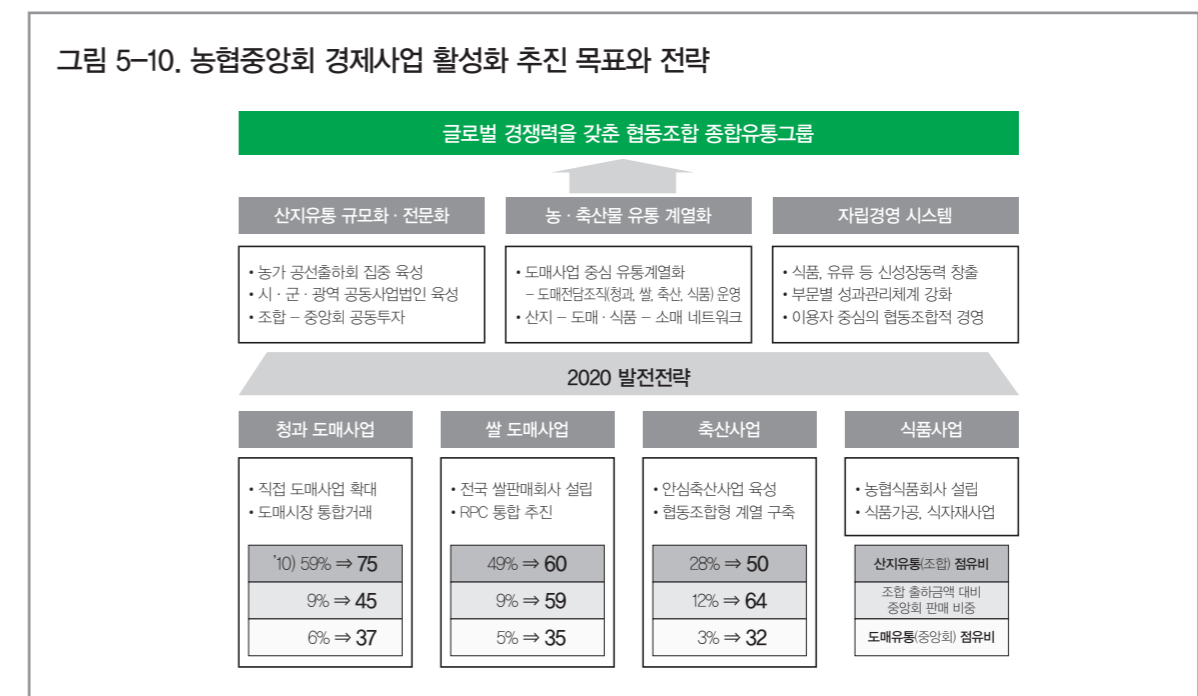 그림 5-10. 농협중앙회 경제사업 활성화 추진 목표와 전략
글로벌 경쟁력을 갖춘 협동조합 종합유통그룹
산지유통 규모화 · 전문화
• 농가 공선출하회 집중 육성
• 시 · 군 · 광역 공동사업법인 육성
• 조합 – 중앙회 공동투자
농 · 축산물 유통 계열화
• 도매사업 중심 유통계열화
– 도매전담조직(청과, 쌀, 축산, 식품) 운영
• 산지 – 도매 · 식품 – 소매 네트워크
자립경영 시스템
• 식품, 유류 등 신성장동력 창출
• 부문별 성과관리체계 강화
• 이용자 중심의 협동조합적 경영
2020 발전전략
청과 도매사업
• 직접 도매사업 확대
• 도매시장 통합거래
'10) 59% ⇒ 75
9% ⇒ 45
6% ⇒ 37
쌀 도매사업
• 전국 쌀판매회사 설립
• RPC 통합 추진
49% ⇒ 60
9% ⇒ 59
5% ⇒ 35
축산사업
• 안심축산사업 육성
• 협동조합형 계열 구축
28% ⇒ 50
12% ⇒ 64
3% ⇒ 32
식품사업
• 농협식품회사 설립
• 식품가공, 식자재사업
산지유통(조합) 점유비
조합 출하금액 대비
중앙회 판매 비중
도매유통(중앙회) 점유비